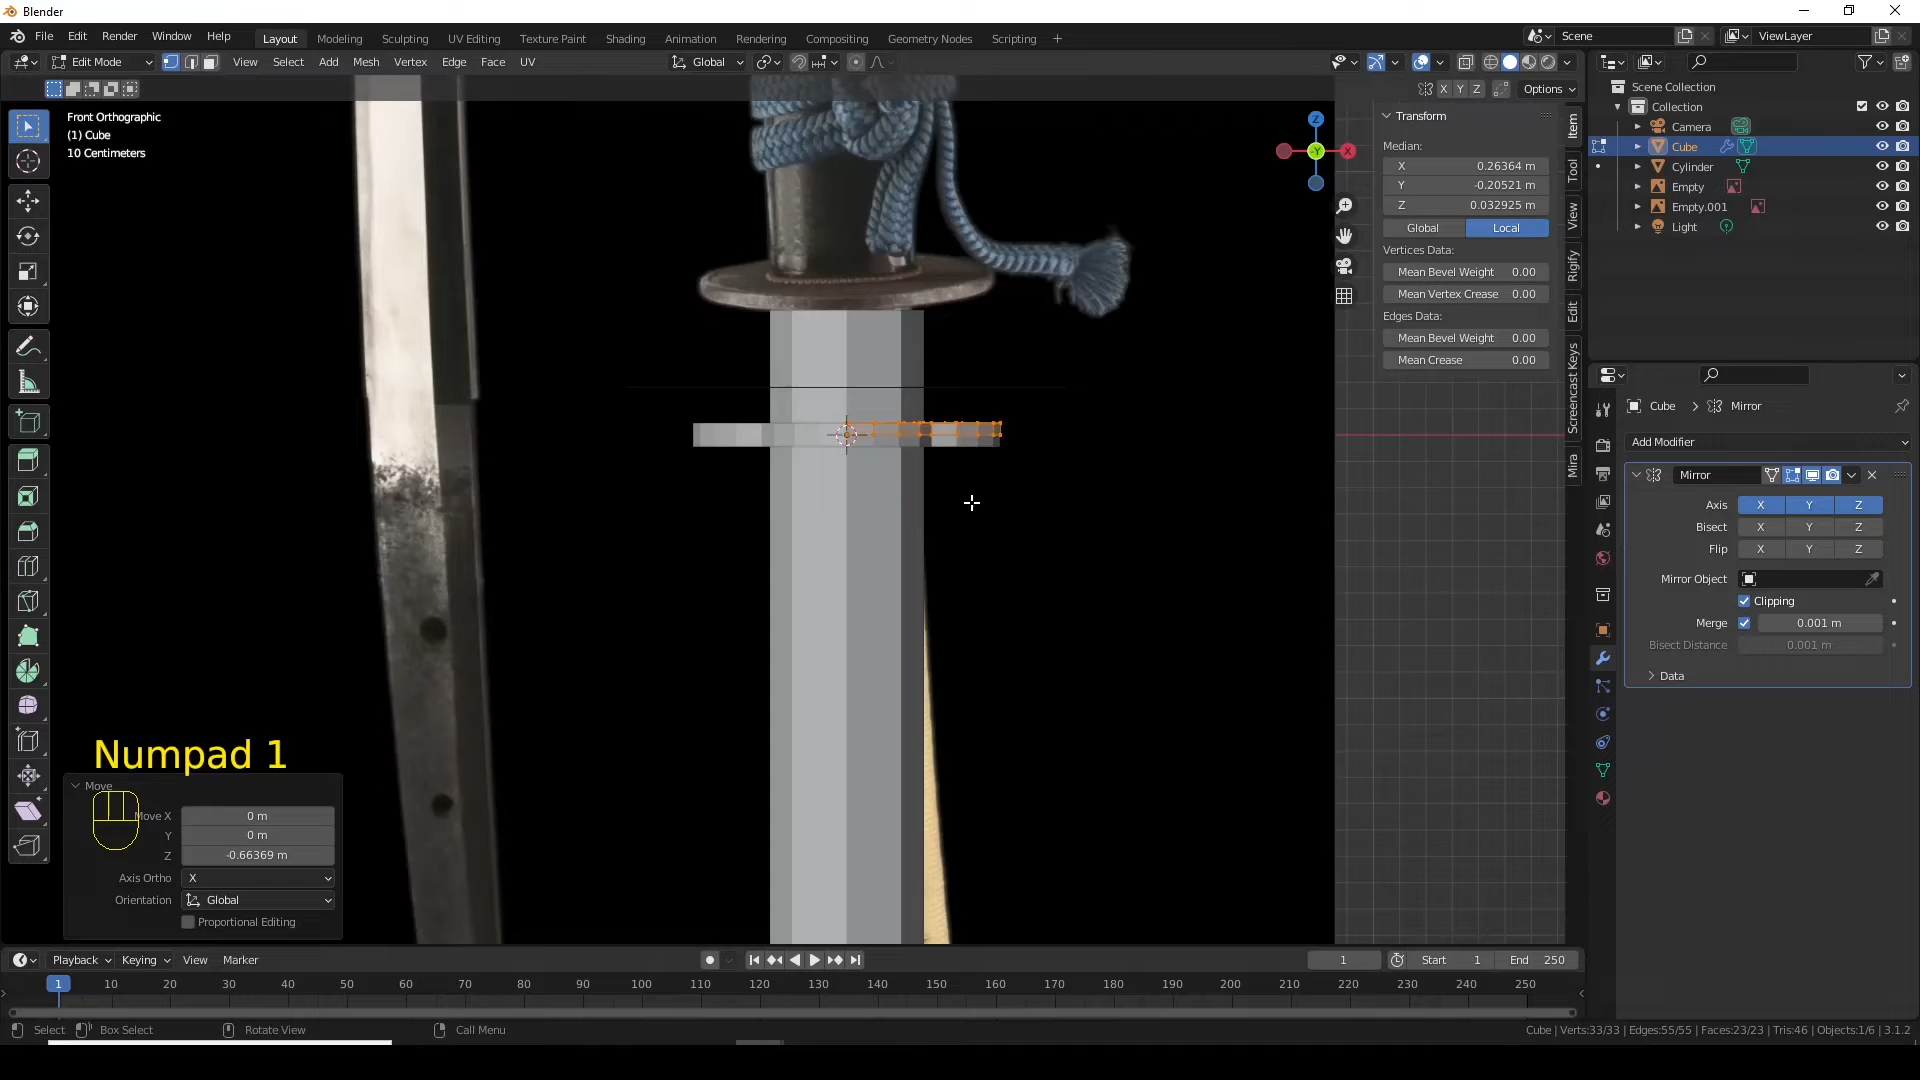 Blender
File Edit Render Window Help
Layout Modeling Sculpting UV Editing Texture Paint Shading Animation Rendering Compositing Geometry Nodes Scripting +
Scene
ViewLayer
Edit Mode
View Select Add Mesh Vertex Edge Face UV
Global
X Y Z
Options
Front Orthographic
(1) Cube
10 Centimeters
Z
-Y
X
Transform
Median:
X 0.26364 m
Y -0.20521 m
Z 0.032925 m
Global Local
Vertices Data:
Mean Bevel Weight 0.00
Mean Vertex Crease 0.00
Edges Data:
Mean Bevel Weight 0.00
Mean Crease 0.00
Item
Tool
View
Rigify
Edit
Screencast Keys
Mira
Scene Collection
Collection
Camera
Cube
Cylinder
Empty
Empty.001
Light
Cube > Mirror
Add Modifier
Mirror
Axis X Y Z
Bisect X Y Z
Flip X Y Z
Mirror Object
Clipping
Merge 0.001 m
Bisect Distance 0.001 m
Data
Numpad 1
Move
Move X 0 m
Y 0 m
Z -0.66369 m
Axis Ortho X
Orientation Global
Proportional Editing
Playback Keying View Marker
1 Start 1 End 250
1 10 20 30 40 50 60 70 80 90 100 110 120 130 140 150 160 170 180 190 200 210 220 230 240 250
Select Box Select Rotate View Call Menu
Cube | Verts:33/33 | Edges:55/55 | Faces:23/23 | Tris:46 | Objects:1/6 | 3.1.2